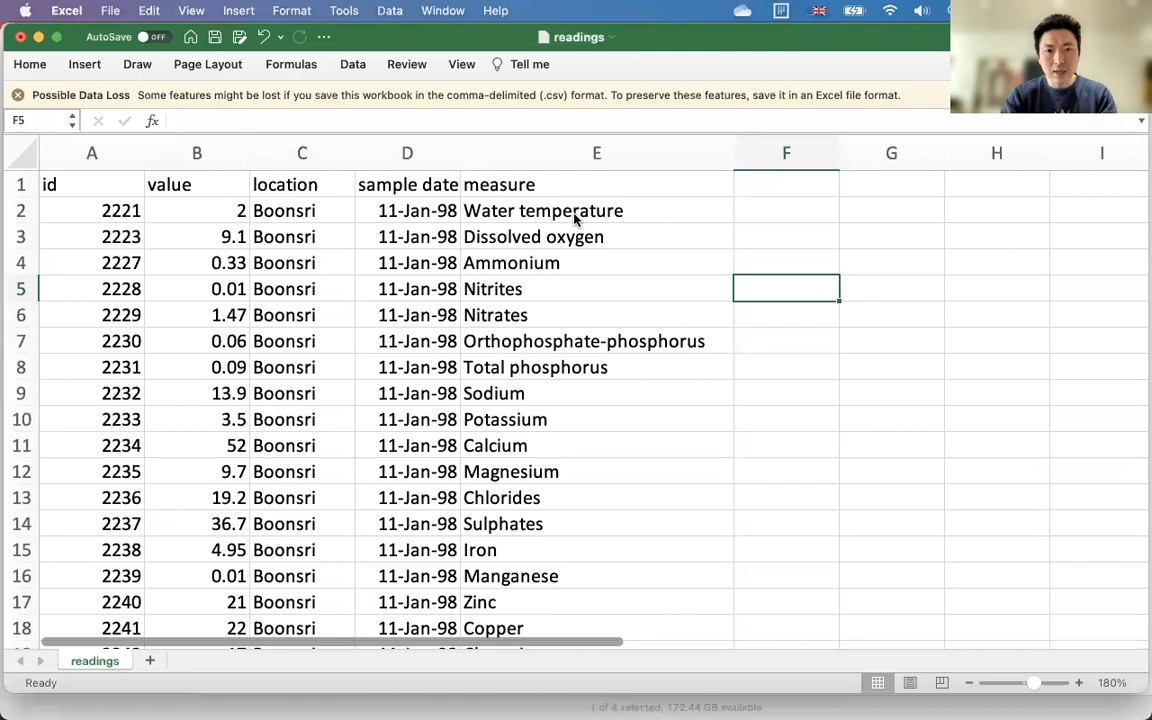 Excel File Edit View Insert Format Tools Data Window Help
AutoSave OFF readings
Home Insert Draw Page Layout Formulas Data Review View Tell me
Possible Data Loss Some features might be lost if you save this workbook in the comma-delimited (.csv) format. To preserve these features, save it in an Excel file format.
F5 fx
A B C D E F G H I
1 id value location sample date measure
2 2221 2 Boonsri 11-Jan-98 Water temperature
3 2223 9.1 Boonsri 11-Jan-98 Dissolved oxygen
4 2227 0.33 Boonsri 11-Jan-98 Ammonium
5 2228 0.01 Boonsri 11-Jan-98 Nitrites
6 2229 1.47 Boonsri 11-Jan-98 Nitrates
7 2230 0.06 Boonsri 11-Jan-98 Orthophosphate-phosphorus
8 2231 0.09 Boonsri 11-Jan-98 Total phosphorus
9 2232 13.9 Boonsri 11-Jan-98 Sodium
10 2233 3.5 Boonsri 11-Jan-98 Potassium
11 2234 52 Boonsri 11-Jan-98 Calcium
12 2235 9.7 Boonsri 11-Jan-98 Magnesium
13 2236 19.2 Boonsri 11-Jan-98 Chlorides
14 2237 36.7 Boonsri 11-Jan-98 Sulphates
15 2238 4.95 Boonsri 11-Jan-98 Iron
16 2239 0.01 Boonsri 11-Jan-98 Manganese
17 2240 21 Boonsri 11-Jan-98 Zinc
18 2241 22 Boonsri 11-Jan-98 Copper
readings
Ready 180%
1 of 4 selected, 172.44 GB available